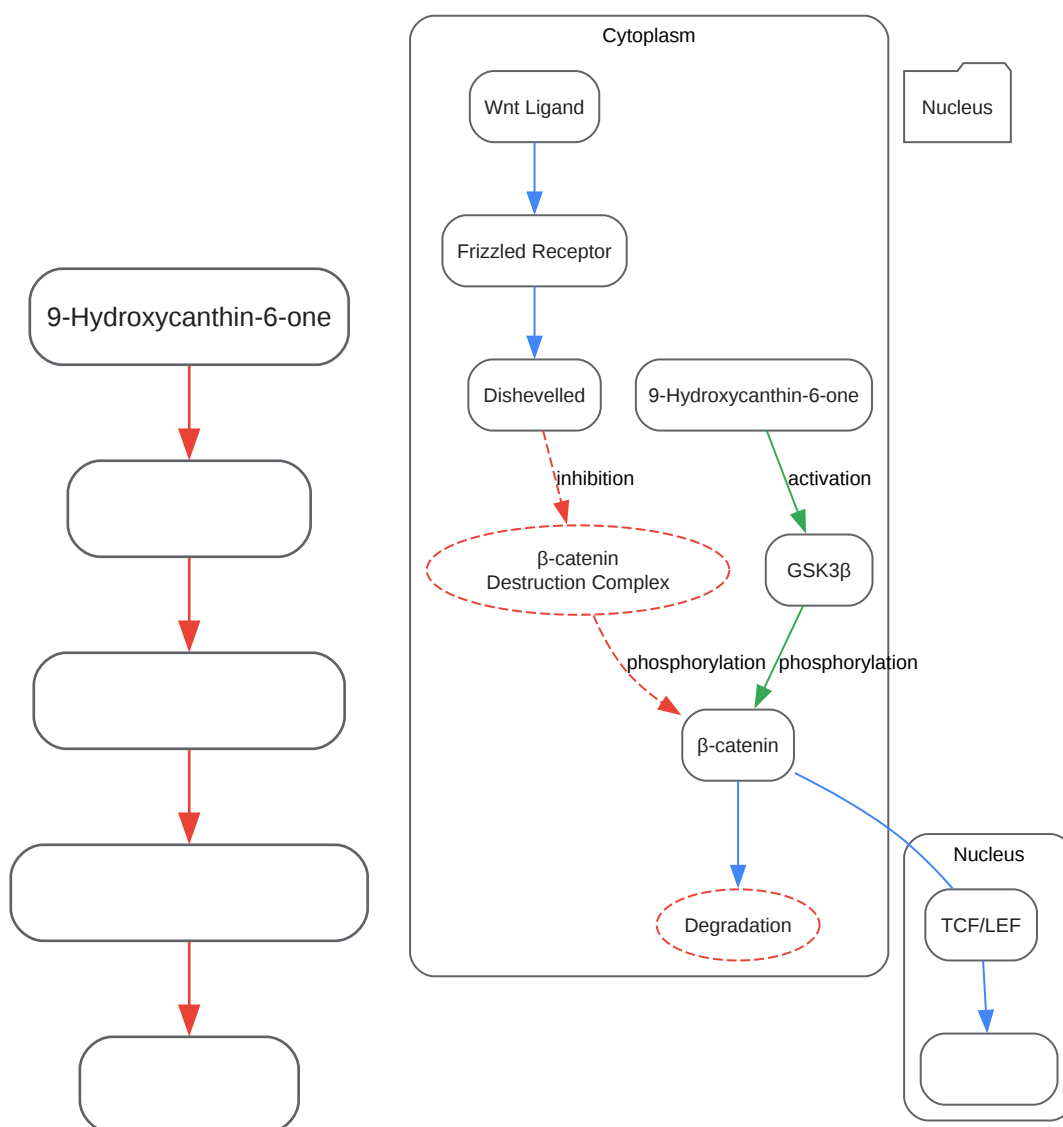 9-Hydroxycanthin-6-one
Cytoplasm
Wnt Ligand
Frizzled Receptor
Dishevelled
9-Hydroxycanthin-6-one
inhibition
activation
β-catenin
Destruction Complex
GSK3β
phosphorylation
phosphorylation
β-catenin
Degradation
Nucleus
Nucleus
TCF/LEF